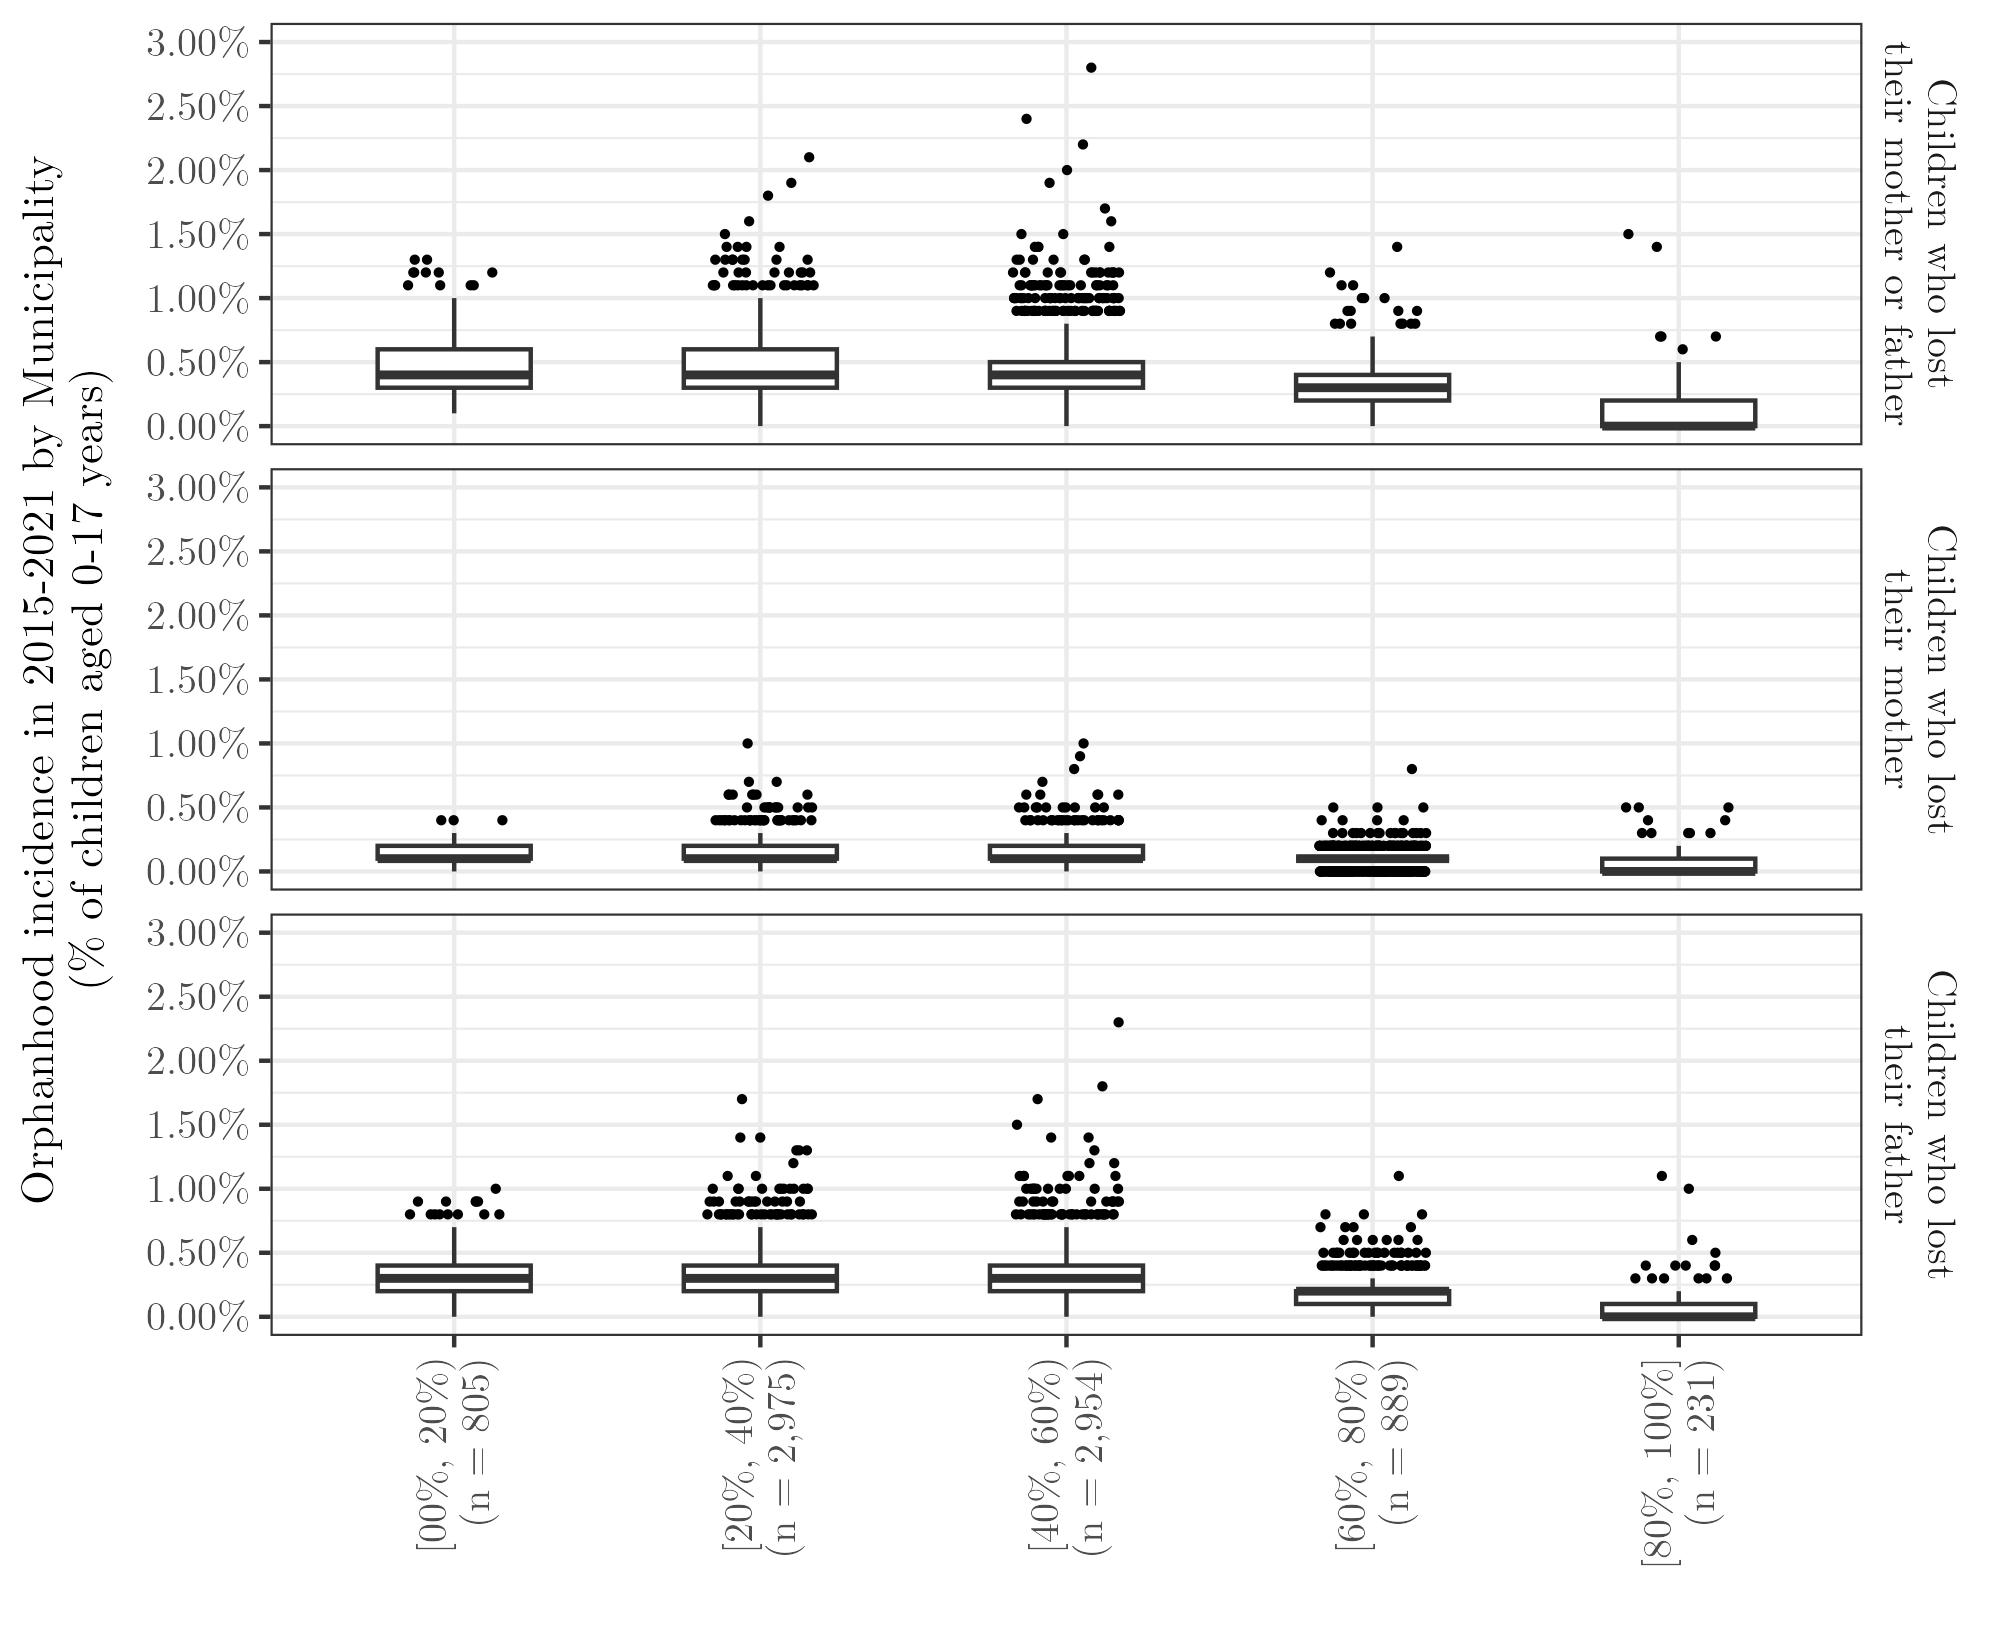 Orphanhood incidence in 2015-2021 by Municipality
(% of children aged 0-17 years)
3.00%
2.50%
2.00%
1.50%
1.00%
0.50%
0.00%
Children who lost
their mother or father
3.00%
2.50%
2.00%
1.50%
1.00%
0.50%
0.00%
Children who lost
their mother
3.00%
2.50%
2.00%
1.50%
1.00%
0.50%
0.00%
Children who lost
their father
[00%, 20%)
(n = 805)
[20%, 40%)
(n = 2,975)
[40%, 60%)
(n = 2,954)
[60%, 80%)
(n = 889)
[80%, 100%]
(n = 231)